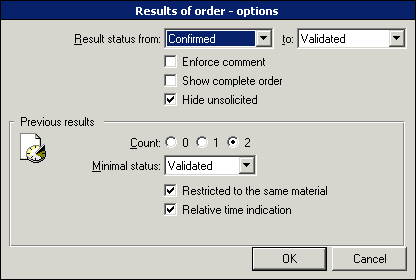 Results of order - options
Result status from: Confirmed to: Validated
Enforce comment
Show complete order
Hide unsolicited
Previous results
Count: 0 1 2
Minimal status: Validated
Restricted to the same material
Relative time indication
OK Cancel